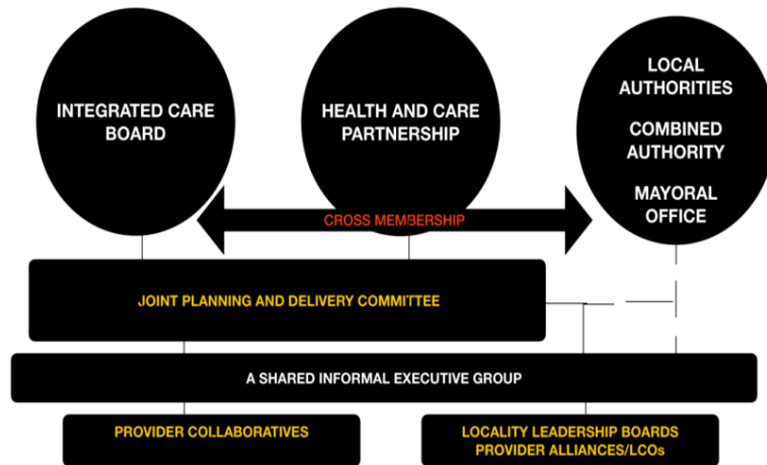 INTEGRATED CARE
BOARD
HEALTH AND CARE
PARTNERSHIP
LOCAL
AUTHORITIES
COMBINED
AUTHORITY
MAYORAL
OFFICE
CROSS MEMBERSHIP
JOINT PLANNING AND DELIVERY COMMITTEE
A SHARED INFORMAL EXECUTIVE GROUP
PROVIDER COLLABORATIVES
LOCALITY LEADERSHIP BOARDS
PROVIDER ALLIANCES/LCOs